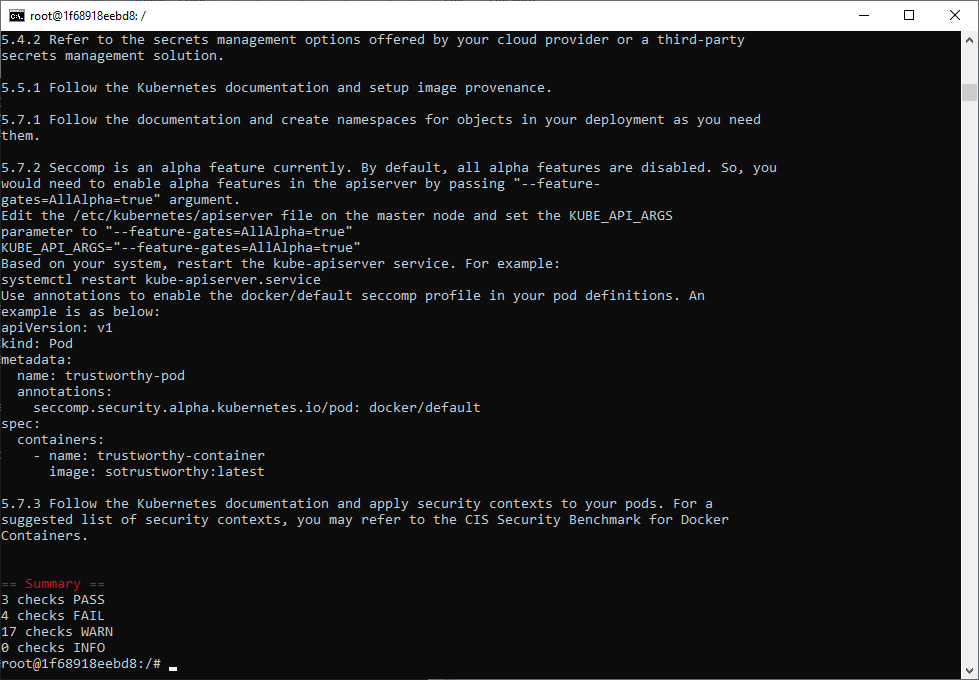 root@1f68918eebd8: /
5.4.2 Refer to the secrets management options offered by your cloud provider or a third-party
secrets management solution.
5.5.1 Follow the Kubernetes documentation and setup image provenance.
5.7.1 Follow the documentation and create namespaces for objects in your deployment as you need
them.
5.7.2 Seccomp is an alpha feature currently. By default, all alpha features are disabled. So, you
would need to enable alpha features in the apiserver by passing "--feature-
gates=AllAlpha=true" argument.
Edit the /etc/kubernetes/apiserver file on the master node and set the KUBE_API_ARGS
parameter to "--feature-gates=AllAlpha=true"
KUBE_API_ARGS="--feature-gates=AllAlpha=true"
Based on your system, restart the kube-apiserver service. For example:
systemctl restart kube-apiserver.service
Use annotations to enable the docker/default seccomp profile in your pod definitions. An
example is as below:
apiVersion: v1
kind: Pod
metadata:
  name: trustworthy-pod
  annotations:
    seccomp.security.alpha.kubernetes.io/pod: docker/default
spec:
  containers:
    - name: trustworthy-container
      image: sotrustworthy:latest
5.7.3 Follow the Kubernetes documentation and apply security contexts to your pods. For a
suggested list of security contexts, you may refer to the CIS Security Benchmark for Docker
Containers.
== Summary ==
3 checks PASS
4 checks FAIL
17 checks WARN
0 checks INFO
root@1f68918eebd8:/#